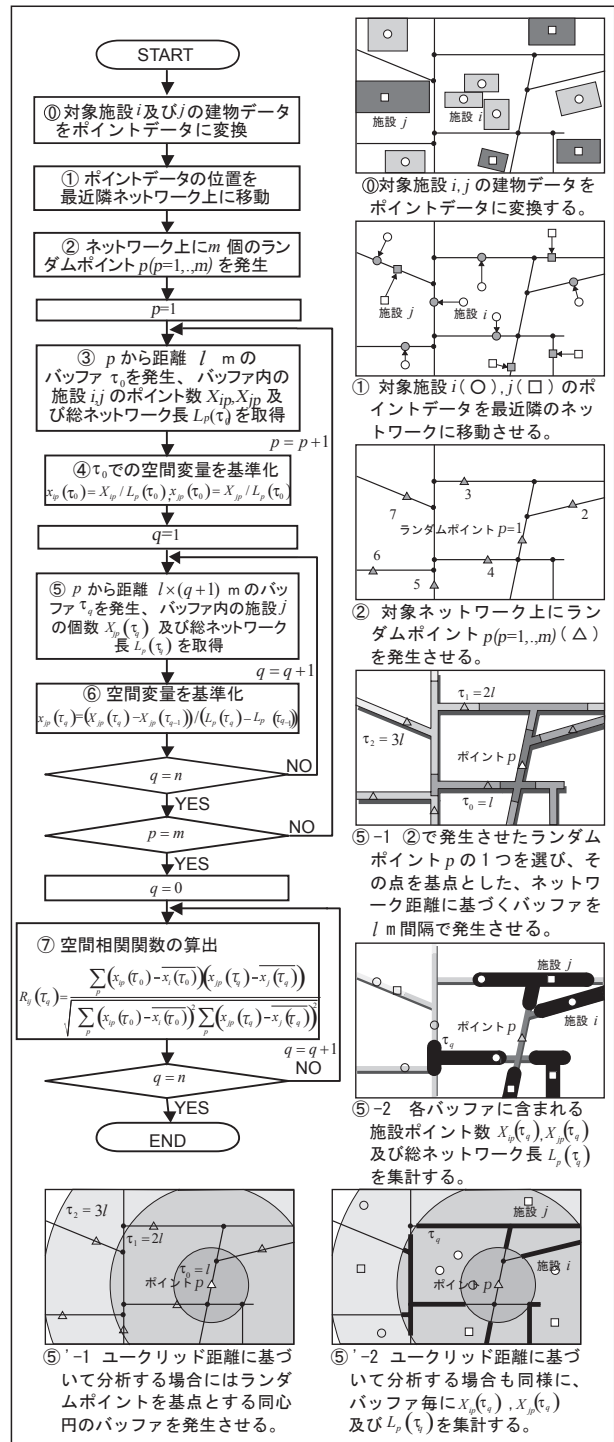 START
⓪対象施設i及びjの建物データ
をポイントデータに変換
① ポイントデータの位置を
最近隣ネットワーク上に移動
② ネットワーク上にm 個のラン
ダムポイント p(p=1,.,m) を発生
p=1
③ p から距離 l m の
バッファ τ₀を発生、バッファ内の
施設 i,j のポイント数 Xip,Xjp 及
び総ネットワーク長 Lp(τ₀) を取得
p = p+1
④τ₀での空間変量を基準化
xip(τ₀)= Xip / Lp(τ₀), xjp(τ₀)= Xjp / Lp(τ₀)
q=1
⑤ p から距離 l×(q+1) m のバッ
ファ τq を発生、バッファ内の施設 j
の個数 Xjp(τq) 及び総ネットワーク
長 Lp(τq) を取得
q = q+1
⑥ 空間変量を基準化
xjp(τq)=(Xjp(τq)−Xjp(τq-1))/(Lp(τq)−Lp(τq-1))
q = n
NO
YES
p = m
NO
YES
q=0
⑦ 空間相関関数の算出
Rij(τq)= ∑p(xip(τ₀)−x̅i(τ₀))(xjp(τq)−x̅j(τq)) / √(∑p(xip(τ₀)−x̅i(τ₀))² ∑p(xjp(τq)−x̅j(τq))²)
q = q+1
q = n
NO
YES
END
施設 j
施設 i
⓪対象施設 i,j の建物データを
ポイントデータに変換する。
施設 j
施設 i
① 対象施設 i(○),j(□) のポ
イントデータを最近隣のネッ
トワークに移動させる。
3
7
2
ランダムポイント p=1
6
4
5
② 対象ネットワーク上にラン
ダムポイント p(p=1,.,m)(△)
を発生させる。
τ₁ = 2l
τ₂ = 3l
ポイント p
τ₀ = l
⑤-1 ②で発生させたランダム
ポイント p の１つを選び、そ
の点を基点とした、ネットワ
ーク距離に基づくバッファを
l m 間隔で発生させる。
施設 j
施設 i
ポイント p
τq
⑤-2 各バッファに含まれる
施設ポイント数 Xip(τq),Xjp(τq)
及び総ネットワーク長 Lp(τq)
を集計する。
τ₂ = 3l
τ₁ = 2l
τ₀ = l
ポイント p
⑤'-1 ユークリッド距離に基づ
いて分析する場合にはランダ
ムポイントを基点とする同心
円のバッファを発生させる。
施設 j
τq
施設 i
ポイント p
⑤'-2 ユークリッド距離に基づ
いて分析する場合も同様に、
バッファ毎に Xip(τq) , Xjp(τq)
及び Lp(τq) を集計する。